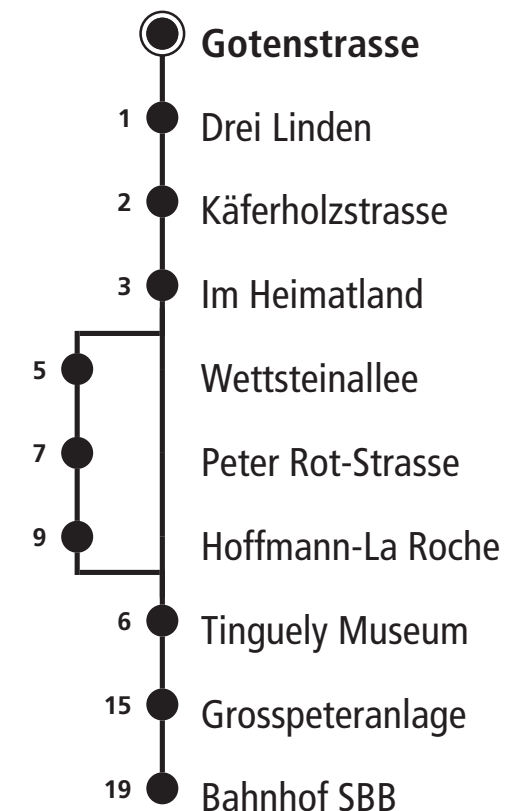 Gotenstrasse
1 Drei Linden
2 Käferholzstrasse
3 Im Heimatland
5 Wettsteinallee
7 Peter Rot-Strasse
9 Hoffmann-La Roche
6 Tinguely Museum
15 Grosspeteranlage
19 Bahnhof SBB